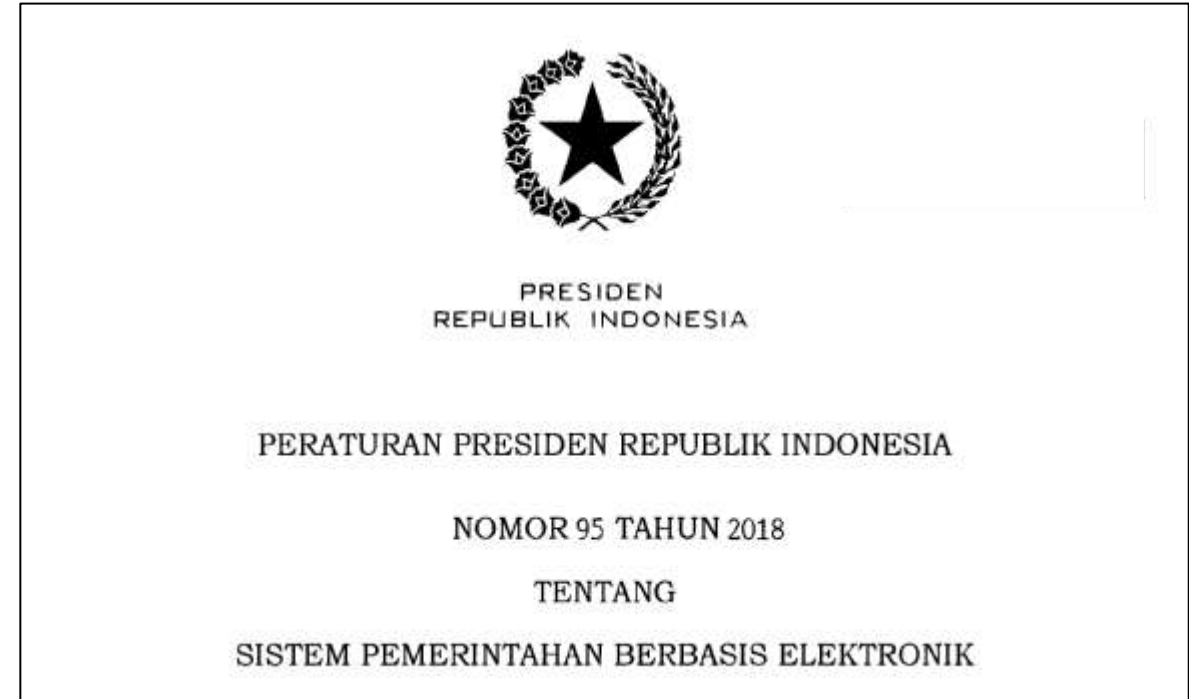 PRESIDEN
REPUBLIK INDONESIA
PERATURAN PRESIDEN REPUBLIK INDONESIA
NOMOR 95 TAHUN 2018
TENTANG
SISTEM PEMERINTAHAN BERBASIS ELEKTRONIK